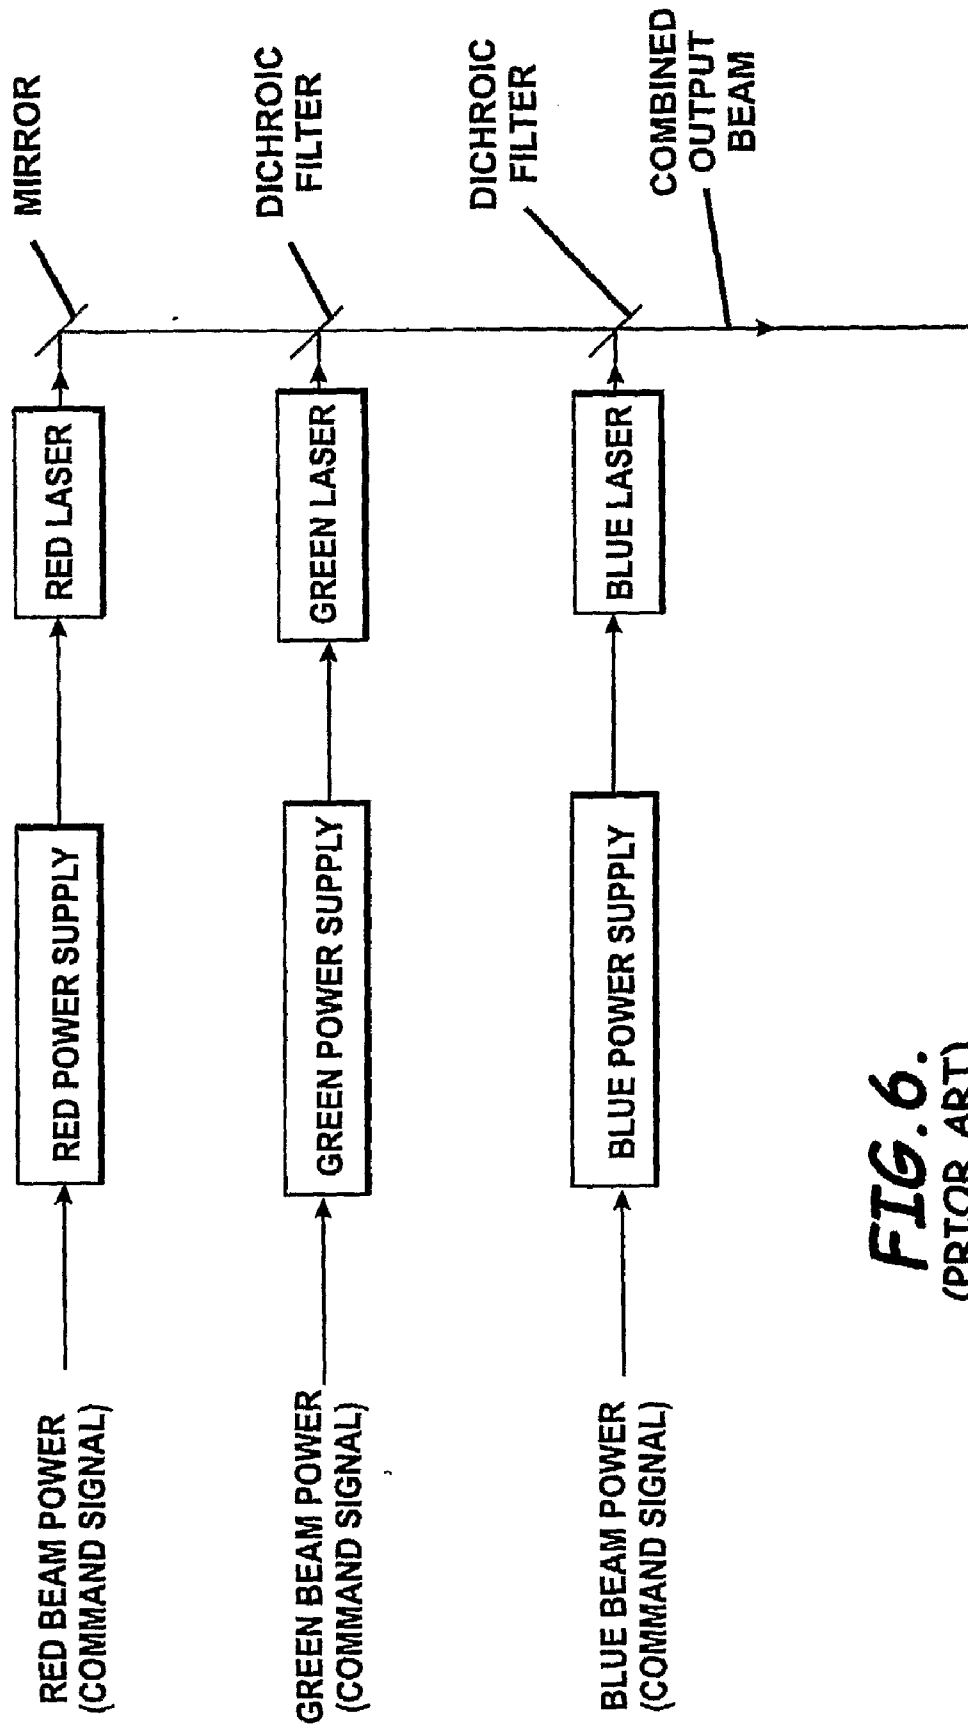 RED BEAM POWER
(COMMAND SIGNAL)
RED POWER SUPPLY
RED LASER
MIRROR
GREEN BEAM POWER
(COMMAND SIGNAL)
GREEN POWER SUPPLY
GREEN LASER
DICHROIC
FILTER
BLUE BEAM POWER
(COMMAND SIGNAL)
BLUE POWER SUPPLY
BLUE LASER
DICHROIC
FILTER
COMBINED
OUTPUT
BEAM
FIG.6.
(PRIOR ART)